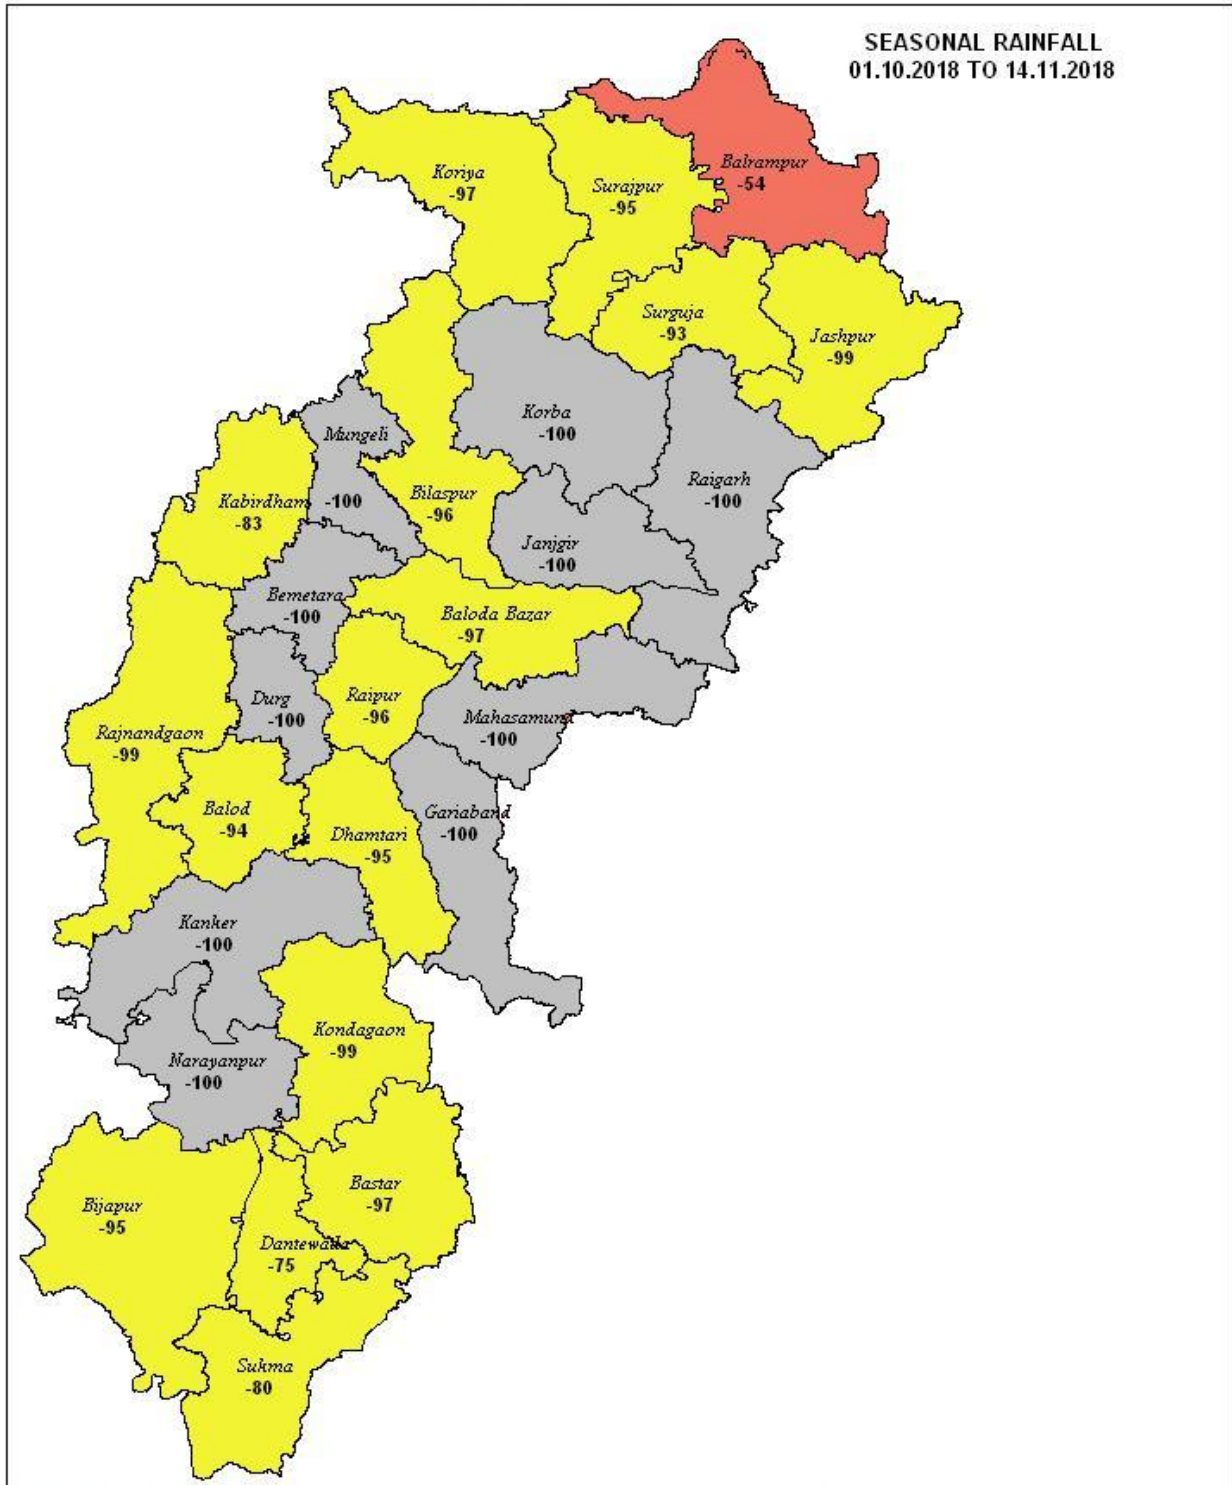 SEASONAL RAINFALL
01.10.2018 TO 14.11.2018
Balrampur
-54
Koriya
-97
Surajpur
-95
Surguja
-93
Jashpur
-99
Korba
-100
Mungeli
-100
Raigarh
-100
Kabirdham
-83
Bilaspur
-96
Janjgir
-100
Bemetara
-100
Baloda Bazar
-97
Durg
-100
Raipur
-96
Mahasamund
-100
Rajnandgaon
-99
Balod
-94
Dhamtari
-95
Gariaband
-100
Kanker
-100
Kondagaon
-99
Narayanpur
-100
Bastar
-97
Bijapur
-95
Dantewada
-75
Sukma
-80